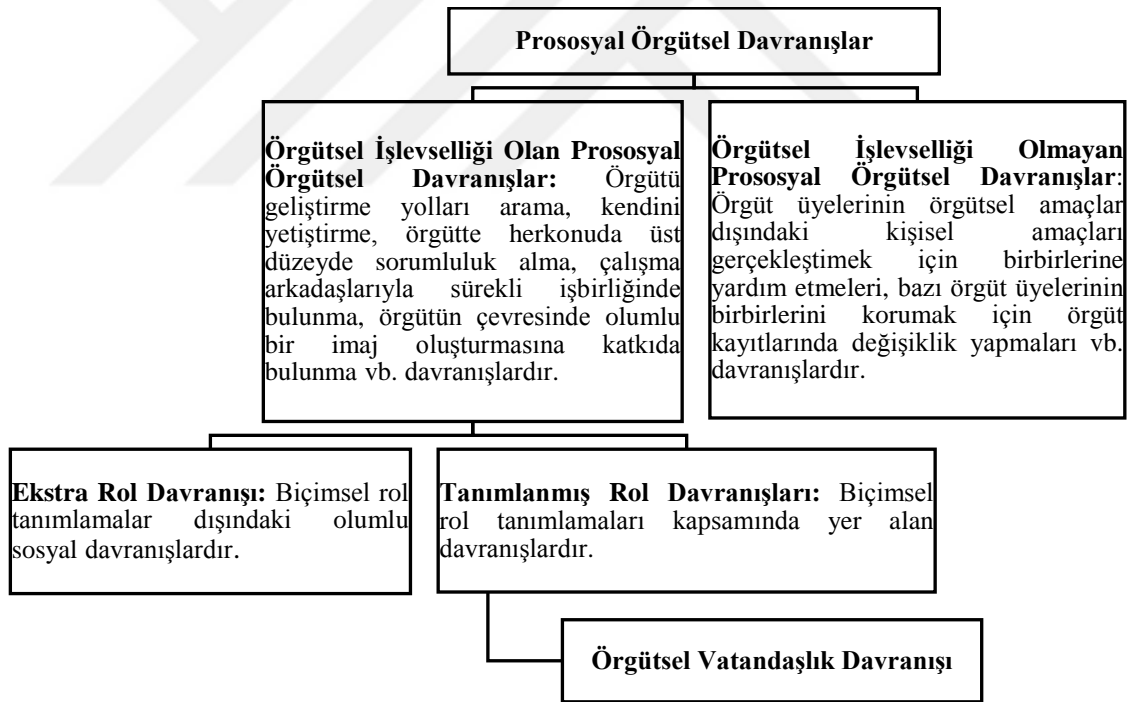 Prososyal Örgütsel Davranışlar
Örgütsel İşlevselliği Olan Prososyal
Örgütsel Davranışlar: Örgütü
geliştirme yolları arama, kendini
yetiştirme, örgütte herkonuda üst
düzeyde sorumluluk alma, çalışma
arkadaşlarıyla sürekli işbirliğinde
bulunma, örgütün çevresinde olumlu
bir imaj oluşturmasına katkıda
bulunma vb. davranışlardır.
Örgütsel İşlevselliği Olmayan
Prososyal Örgütsel Davranışlar:
Örgüt üyelerinin örgütsel amaçlar
dışındaki kişisel amaçları
gerçekleştimek için birbirlerine
yardım etmeleri, bazı örgüt üyelerinin
birbirlerini korumak için örgüt
kayıtlarında değişiklik yapmaları vb.
davranışlardır.
Ekstra Rol Davranışı: Biçimsel rol
tanımlamalar dışındaki olumlu
sosyal davranışlardır.
Tanımlanmış Rol Davranışları: Biçimsel
rol tanımlamaları kapsamında yer alan
davranışlardır.
Örgütsel Vatandaşlık Davranışı